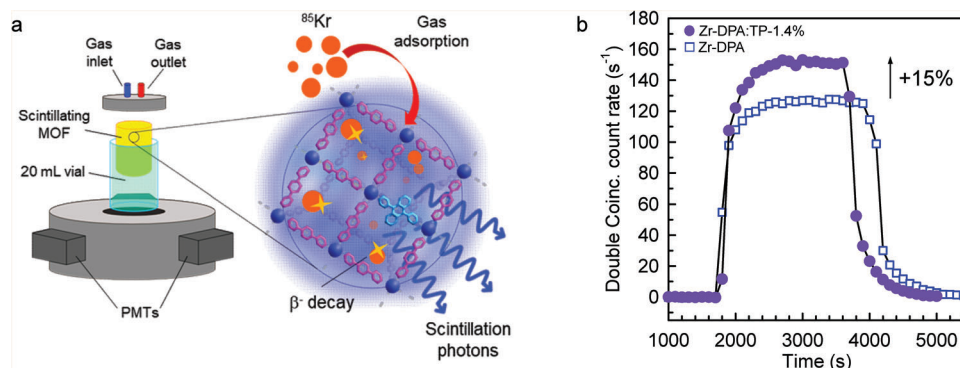 a
Gas
inlet
Gas
outlet
Scintillating
MOF
20 mL vial
PMTs
⁸⁵Kr
Gas
adsorption
β⁻ decay
Scintillation
photons
b
Double Coinc. count rate (s⁻¹)
Zr-DPA:TP-1.4%
Zr-DPA
+15%
180
160
140
120
100
80
60
40
20
0
1000 2000 3000 4000 5000
Time (s)